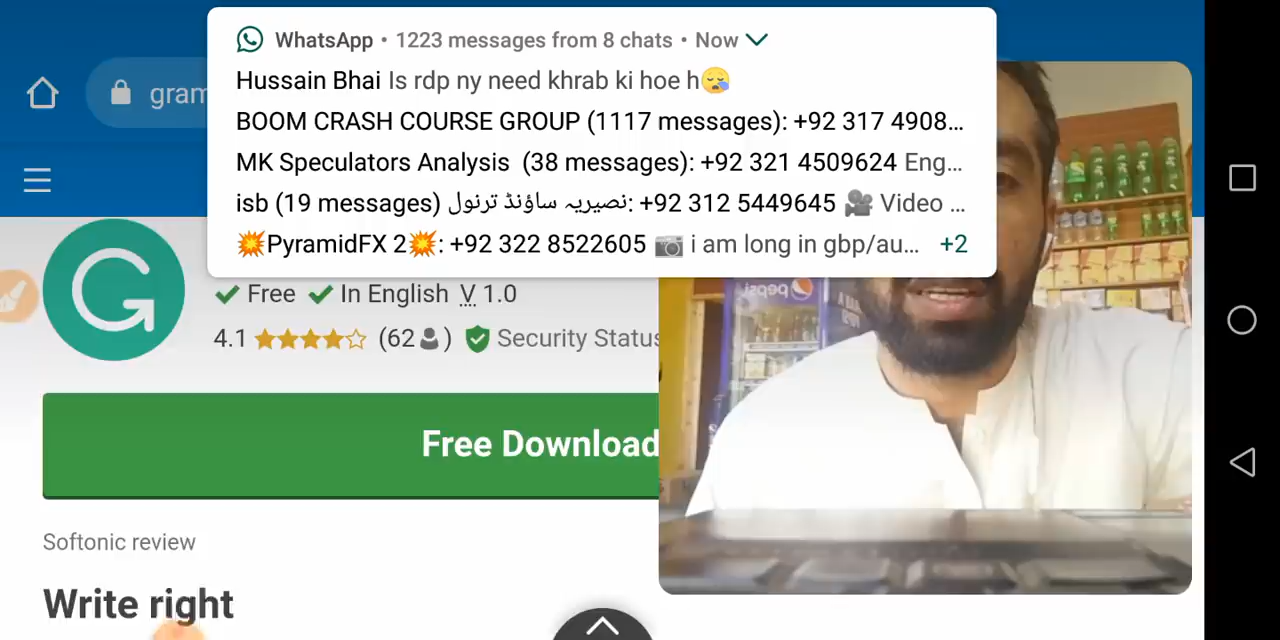 WhatsApp • 1223 messages from 8 chats • Now
Hussain Bhai Is rdp ny need khrab ki hoe h😪
BOOM CRASH COURSE GROUP (1117 messages): +92 317 4908...
MK Speculators Analysis (38 messages): +92 321 4509624 Eng...
isb (19 messages) نصیریہ ساؤنڈ ترنول: +92 312 5449645 🎥 Video ...
💥PyramidFX 2💥: +92 322 8522605 📷 i am long in gbp/au... +2
gram
Free In English V 1.0
4.1 (62)
Security Status
Free Download
Softonic review
Write right
pepsi